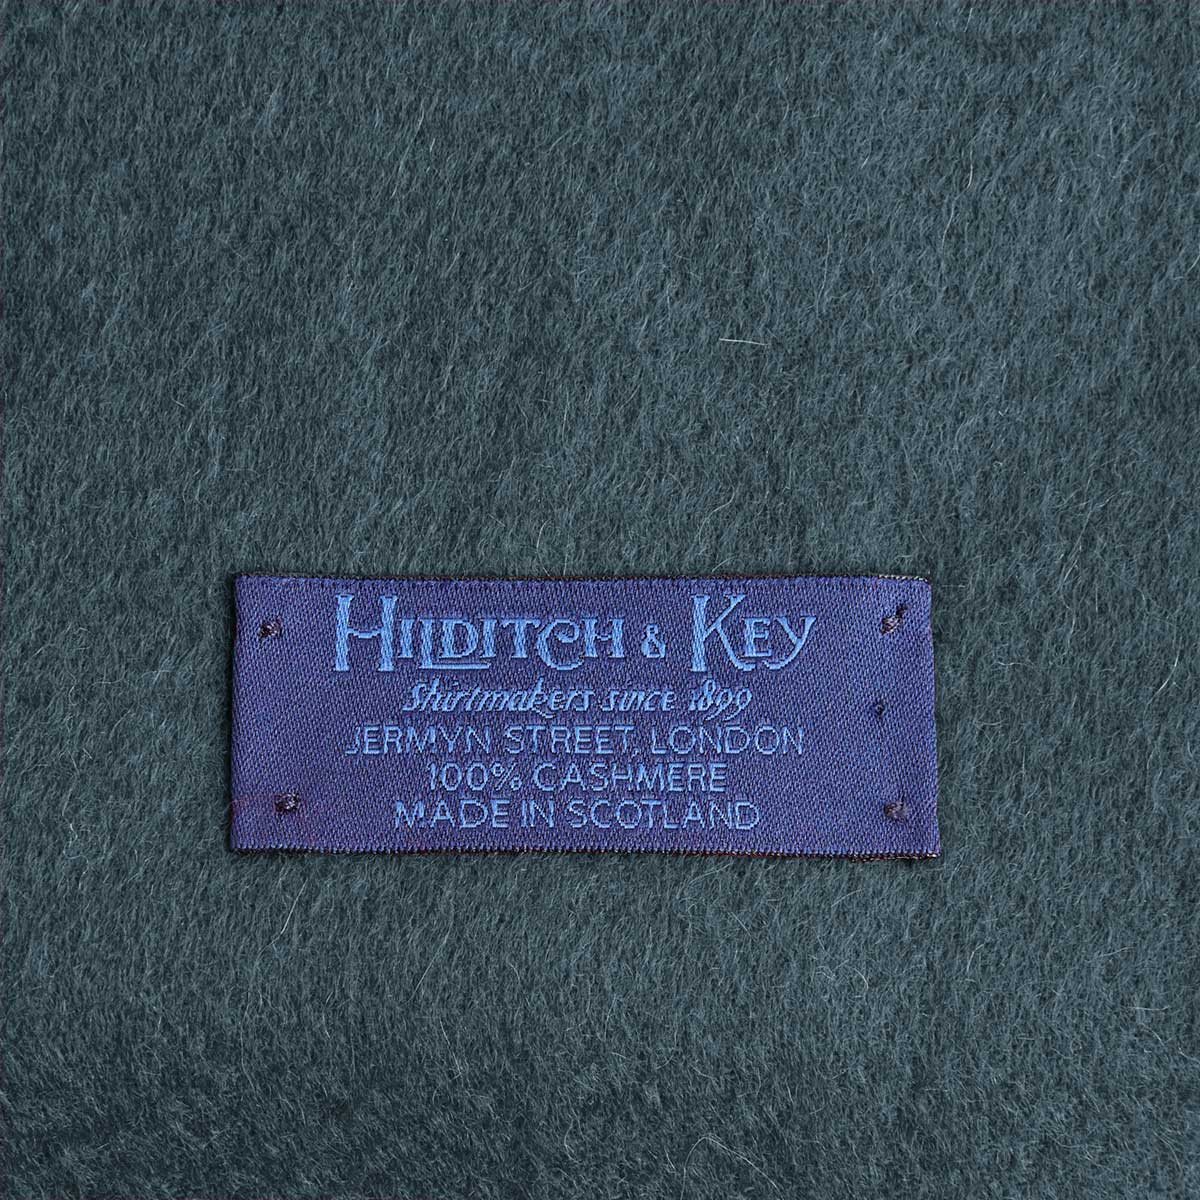 HILDITCH & KEY
Shirtmakers since 1899
JERMYN STREET, LONDON
100% CASHMERE
MADE IN SCOTLAND